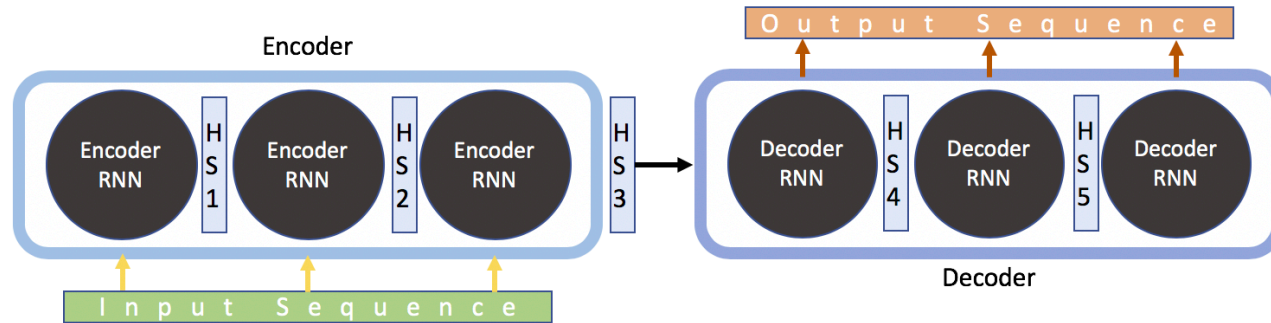 Encoder
Encoder
RNN
HS1
Encoder
RNN
HS2
Encoder
RNN
HS3
Input Sequence
Output Sequence
Decoder
RNN
HS4
Decoder
RNN
HS5
Decoder
RNN
Decoder